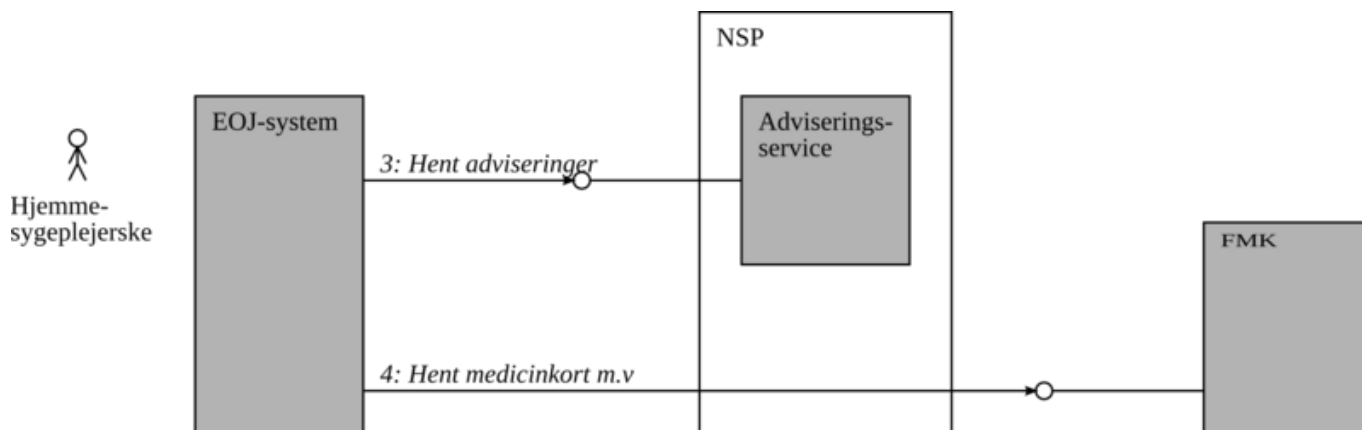 NSP
EOJ-system
Adviserings-
service
3: Hent adviseringer
Hjemme-
sygeplejerske
FMK
4: Hent medicinkort m.v